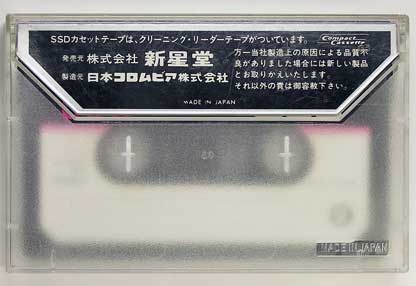 SSDカセットテープは、クリーニング・リーダーテープがついています。
発売元 株式会社 新星堂
製造元 日本コロムビア株式会社
Compact Cassette
万一当社製造上の原因による品質不
良がありました場合には新しい製品
とお取りかえいたします。
それ以外の責は御容赦下さい。
MADE IN JAPAN
60
MADE IN JAPAN